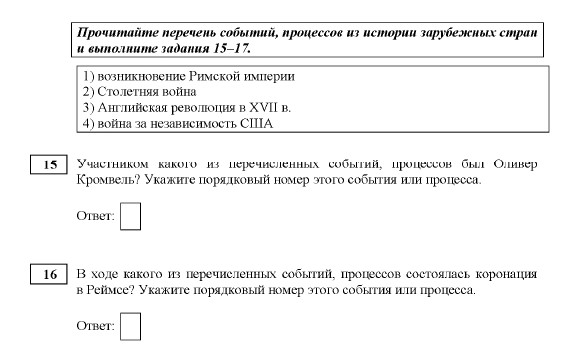 Прочитайте перечень событий, процессов из истории зарубежных стран
и выполните задания 15–17.
1) возникновение Римской империи
2) Столетняя война
3) Английская революция в XVII в.
4) война за независимость США
15 Участником какого из перечисленных событий, процессов был Оливер
Кромвель? Укажите порядковый номер этого события или процесса.
Ответ:
16 В ходе какого из перечисленных событий, процессов состоялась коронация
в Реймсе? Укажите порядковый номер этого события или процесса.
Ответ: